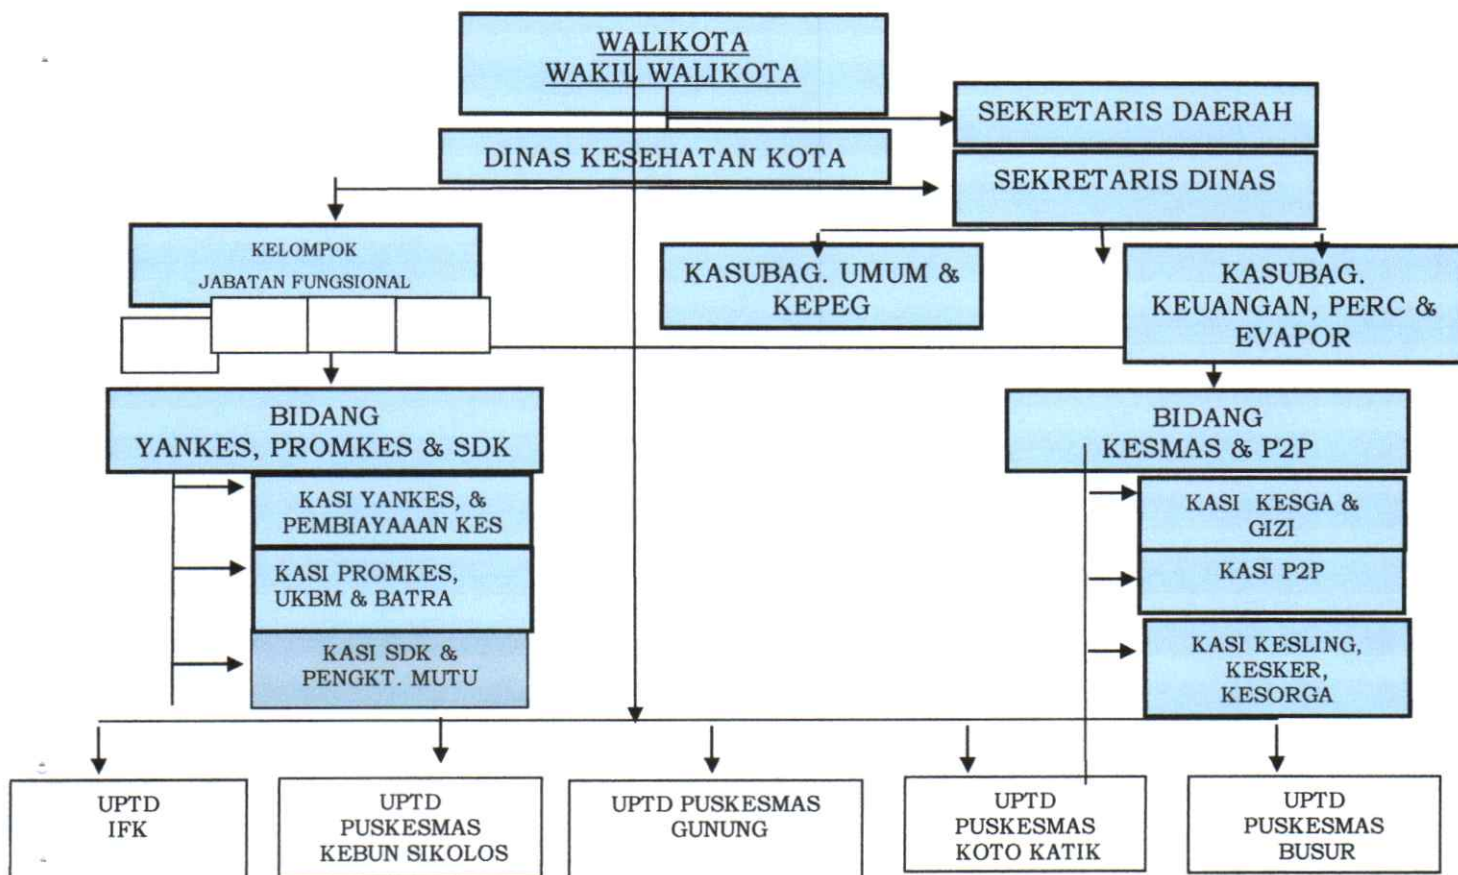 WALIKOTA
WAKIL WALIKOTA
SEKRETARIS DAERAH
DINAS KESEHATAN KOTA
SEKRETARIS DINAS
KELOMPOK
JABATAN FUNGSIONAL
KASUBAG. UMUM &
KEPEG
KASUBAG.
KEUANGAN, PERC &
EVAPOR
BIDANG
YANKES, PROMKES & SDK
BIDANG
KESMAS & P2P
KASI YANKES, &
PEMBIAYAAAN KES
KASI PROMKES,
UKBM & BATRA
KASI SDK &
PENGKT. MUTU
KASI KESGA &
GIZI
KASI P2P
KASI KESLING,
KESKER,
KESORGA
UPTD
IFK
UPTD
PUSKESMAS
KEBUN SIKOLOS
UPTD PUSKESMAS
GUNUNG
UPTD
PUSKESMAS
KOTO KATIK
UPTD
PUSKESMAS
BUSUR